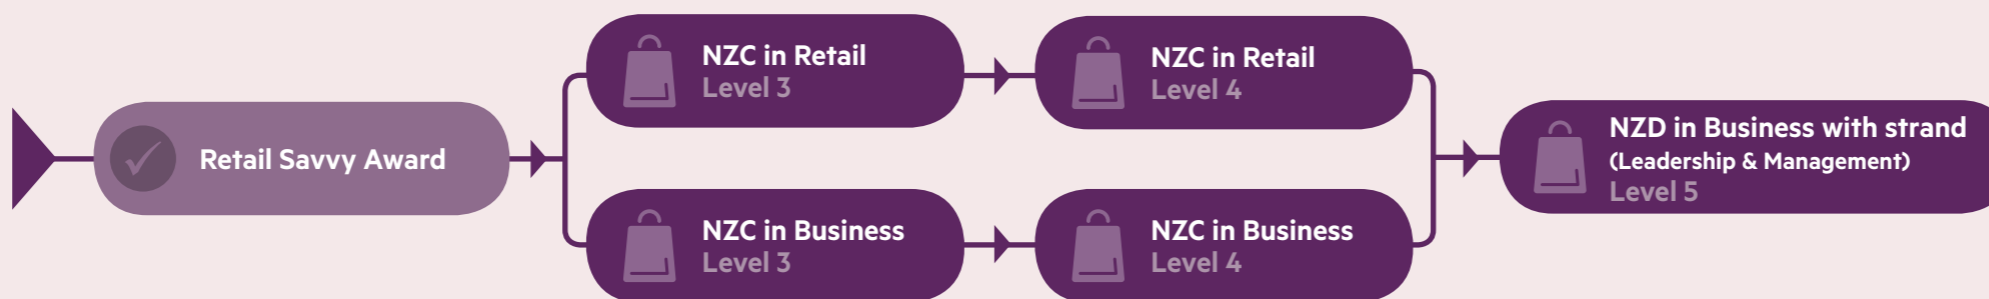 Retail Savvy Award
NZC in Retail
Level 3
NZC in Retail
Level 4
NZC in Business
Level 3
NZC in Business
Level 4
NZD in Business with strand
(Leadership & Management)
Level 5